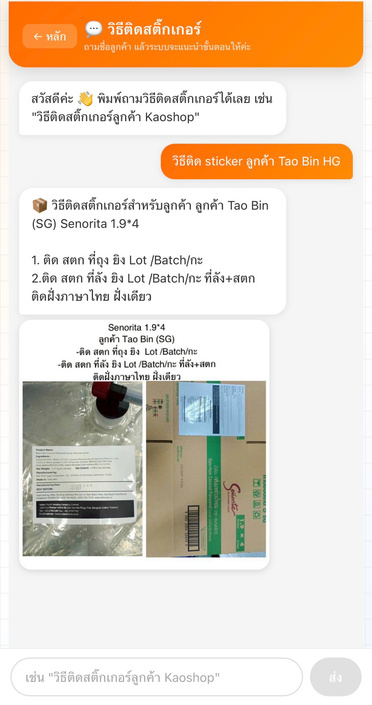 ← หลัก
💬 วิธีติดสติ๊กเกอร์
ถามชื่อลูกค้า แล้วระบบจะแนะนำขั้นตอนให้ค่ะ
สวัสดีค่ะ 👋 พิมพ์ถามวิธีติดสติ๊กเกอร์ได้เลย เช่น
"วิธีติดสติ๊กเกอร์ลูกค้า Kaoshop"
วิธีติด sticker ลูกค้า Tao Bin HG
📦 วิธีติดสติ๊กเกอร์สำหรับลูกค้า ลูกค้า Tao Bin
(SG) Senorita 1.9*4
1. ติด สตก ที่ถุง ยิง Lot /Batch/กะ
2.ติด สตก ที่ลัง ยิง Lot /Batch/กะ ที่ลัง+สตก
ติดฝั่งภาษาไทย ฝั่งเดียว
Senorita 1.9*4
ลูกค้า Tao Bin (SG)
-ติด สตก ที่ถุง ยิง Lot /Batch/กะ
-ติด สตก ที่ลัง ยิง Lot /Batch/กะ ที่ลัง+สตก
ติดฝั่งภาษาไทย ฝั่งเดียว
Senorita
เช่น "วิธีติดสติ๊กเกอร์ลูกค้า Kaoshop"
ส่ง